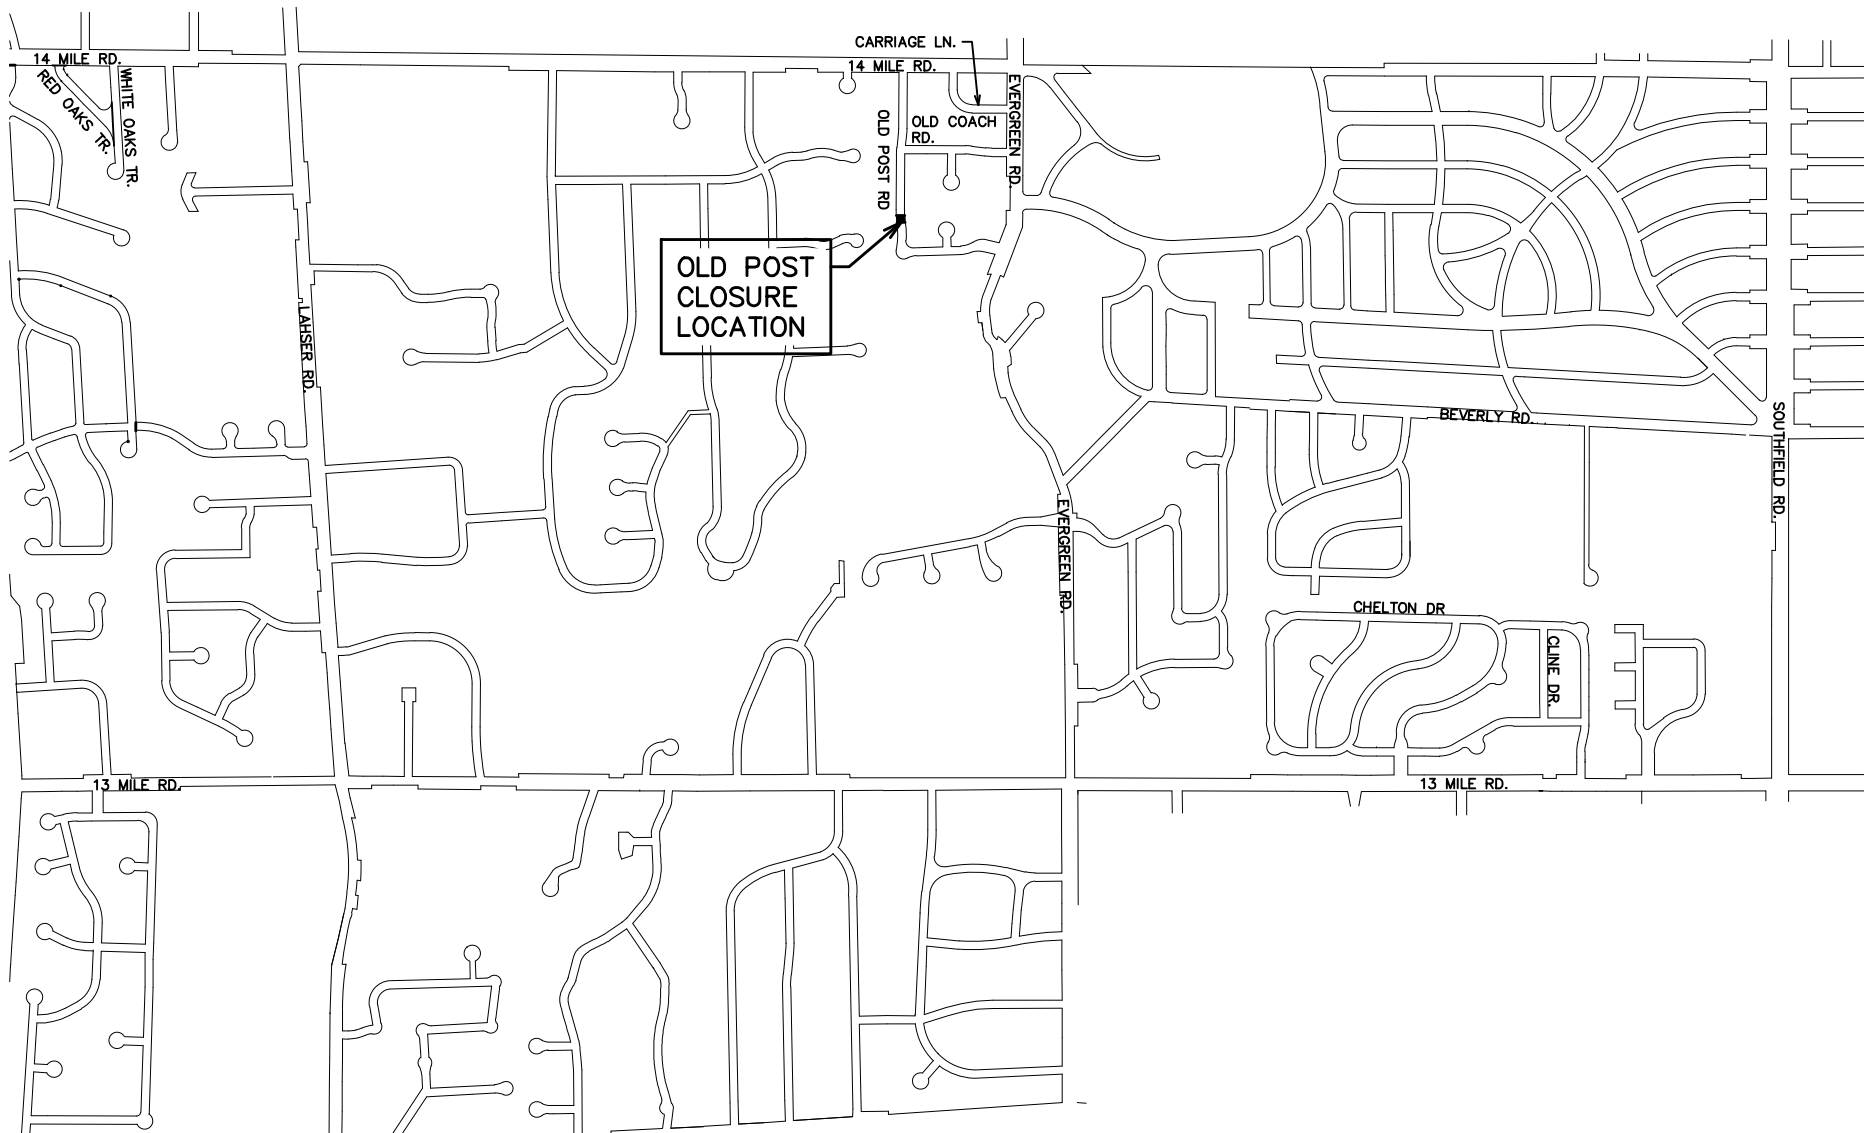 CARRIAGE LN.
14 MILE RD.
14 MILE RD.
RED OAKS TR.
WHITE OAKS TR.
EVERGREEN RD.
OLD POST RD
OLD COACH
RD.
OLD POST
CLOSURE
LOCATION
LAHSER RD.
BEVERLY RD.
SOUTHFIELD RD.
EVERGREEN RD.
CHELTON DR
CLINE DR.
13 MILE RD.
13 MILE RD.